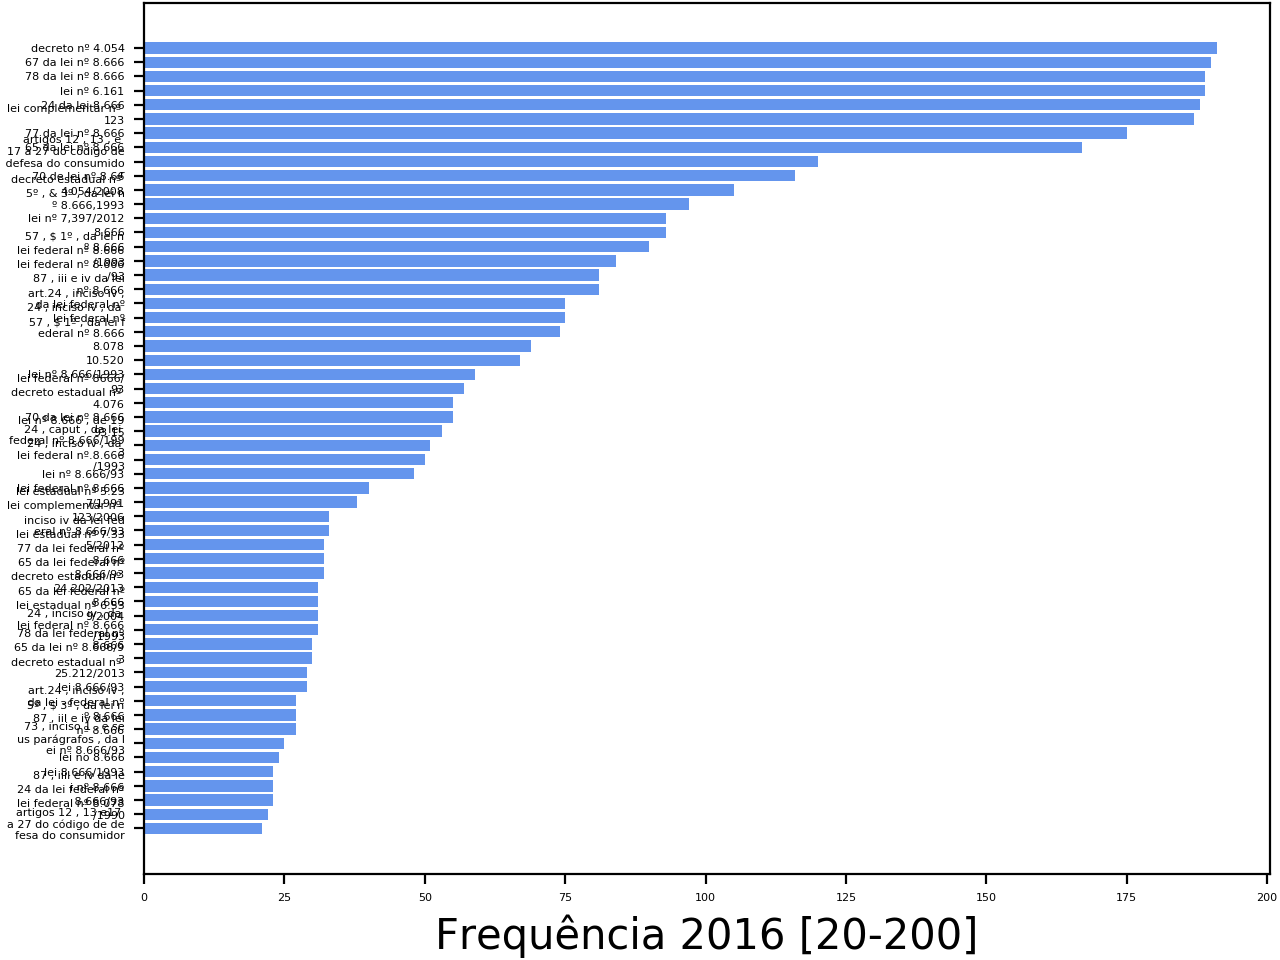 decreto nº 4.054
67 da lei nº 8.666
78 da lei nº 8.666
lei nº 6.161
24 da lei 8.666
lei complementar nº
123
77 da lei nº 8.666
artigos 12 , 13 , e
65 da lei nº 8.666
17 a 27 do código de
defesa do consumido
70 de lei nº 8.66
decreto estadual nº
4.054/2008
5º , & 3º , da lei n
º 8.666,1993
lei nº 7,397/2012
8.666
57 , $ 1º , da lei n
º 8.666
lei federal nº 8.666
/1993
lei federal nº 8.666
/93
87 , iii e iv da lei
nº 8.666
art.24 , inciso iv ,
da lei federal nº
24 , inciso iv , da
lei federal nº
57 , $ 1º , da lei f
ederal nº 8.666
8.078
10.520
lei nº 8.666/1993
lei federal nº 8666/
93
decreto estadual nº
4.076
70 da lei nº 8.666
lei nº 8.666 , de 19
93 15
24 , caput , da lei
federal nº 8.666/199
3
24 , inciso iv , da
lei federal nº 8.666
/1993
lei nº 8.666/93
lei federal nº 8.666
lei estadual nº 5.23
7/1991
lei complementar nº
123/2006
inciso iv da lei fed
eral nº 8.666/93
lei estadual nº 7.33
5/2012
77 da lei federal nº
8.666
65 da lei federal nº
8.666/93
decreto estadual nº
24.202/2013
65 da lei federal nº
8.666
lei estadual nº 6.53
9/2004
24 , inciso iv , da
lei federal nº 8.666
/1993
78 da lei federal nº
8.666
65 da lei nº 8.666/9
3
decreto estadual nº
25.212/2013
lei 8.666/93
art.24 , inciso iv ,
da lei - federal nº
5º , $ 3º , da lei n
º 8.666
87 , iil e iv da lei
nº 8.666
73 , inciso 1 , e se
us parágrafos , da l
ei nº 8.666/93
lei no 8.666
lei 8.666/1993
87 , iiil e iv da le
i nº 8.666
24 da lei federal nº
8.666/93
lei federal nº 8.078
/1990
artigos 12 , 13 e17
a 27 do código de de
fesa do consumidor
0 25 50 75 100 125 150 175 200
Frequência 2016 [20-200]